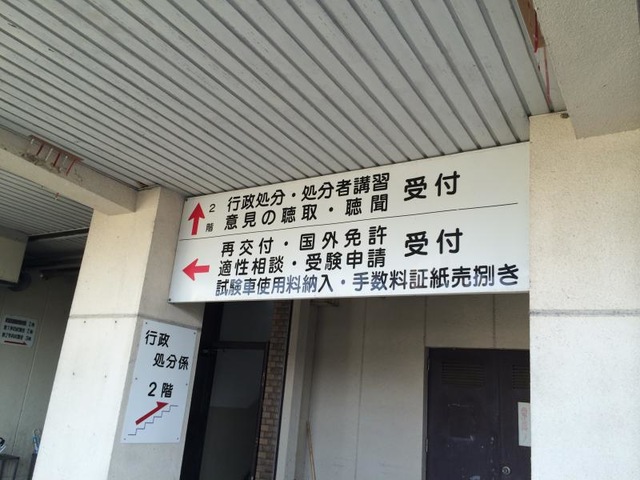 2階 行政処分・処分者講習 受付
意見の聴取・聴聞
再交付・国外免許 受付
適性相談・受験申請
試験車使用料納入・手数料証紙売捌き
行政
処分係
2階